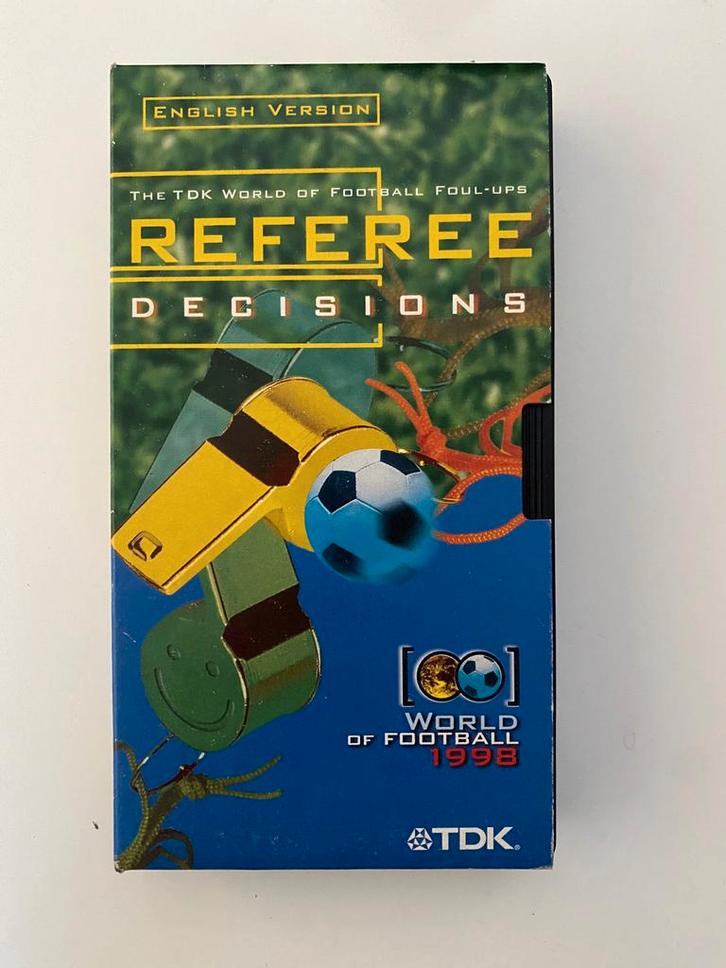 ENGLISH VERSION
THE TDK WORLD OF FOOTBALL FOUL-UPS
REFEREE
DECISIONS
WORLD
OF FOOTBALL
1998
TDK